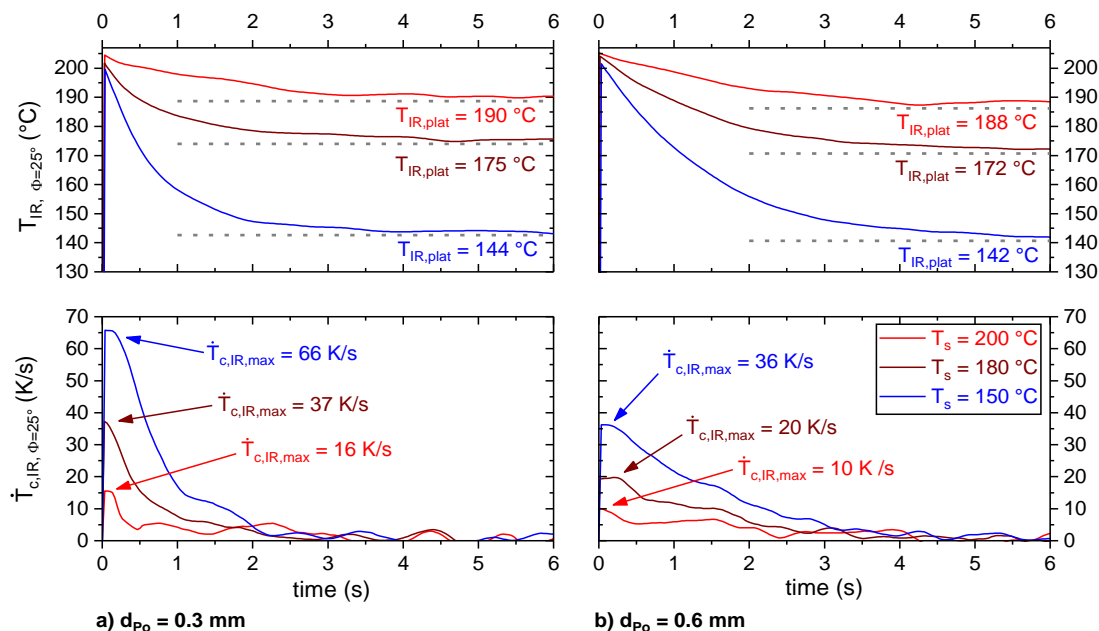 0 1 2 3 4 5 6 0 1 2 3 4 5 6
T_IR, Φ=25° (°C)
200
190
180
170
160
150
140
130
T_IR,plat = 190 °C
T_IR,plat = 175 °C
T_IR,plat = 144 °C
T_IR,plat = 188 °C
T_IR,plat = 172 °C
T_IR,plat = 142 °C
200
190
180
170
160
150
140
130
Ṫ_c,IR, Φ=25° (K/s)
70
60
50
40
30
20
10
0
Ṫ_c,IR,max = 66 K/s
Ṫ_c,IR,max = 37 K/s
Ṫ_c,IR,max = 16 K/s
Ṫ_c,IR,max = 36 K/s
Ṫ_c,IR,max = 20 K/s
Ṫ_c,IR,max = 10 K /s
T_s = 200 °C
T_s = 180 °C
T_s = 150 °C
70
60
50
40
30
20
10
0
0 1 2 3 4 5 6 0 1 2 3 4 5 6
time (s) time (s)
a) d_Po = 0.3 mm b) d_Po = 0.6 mm